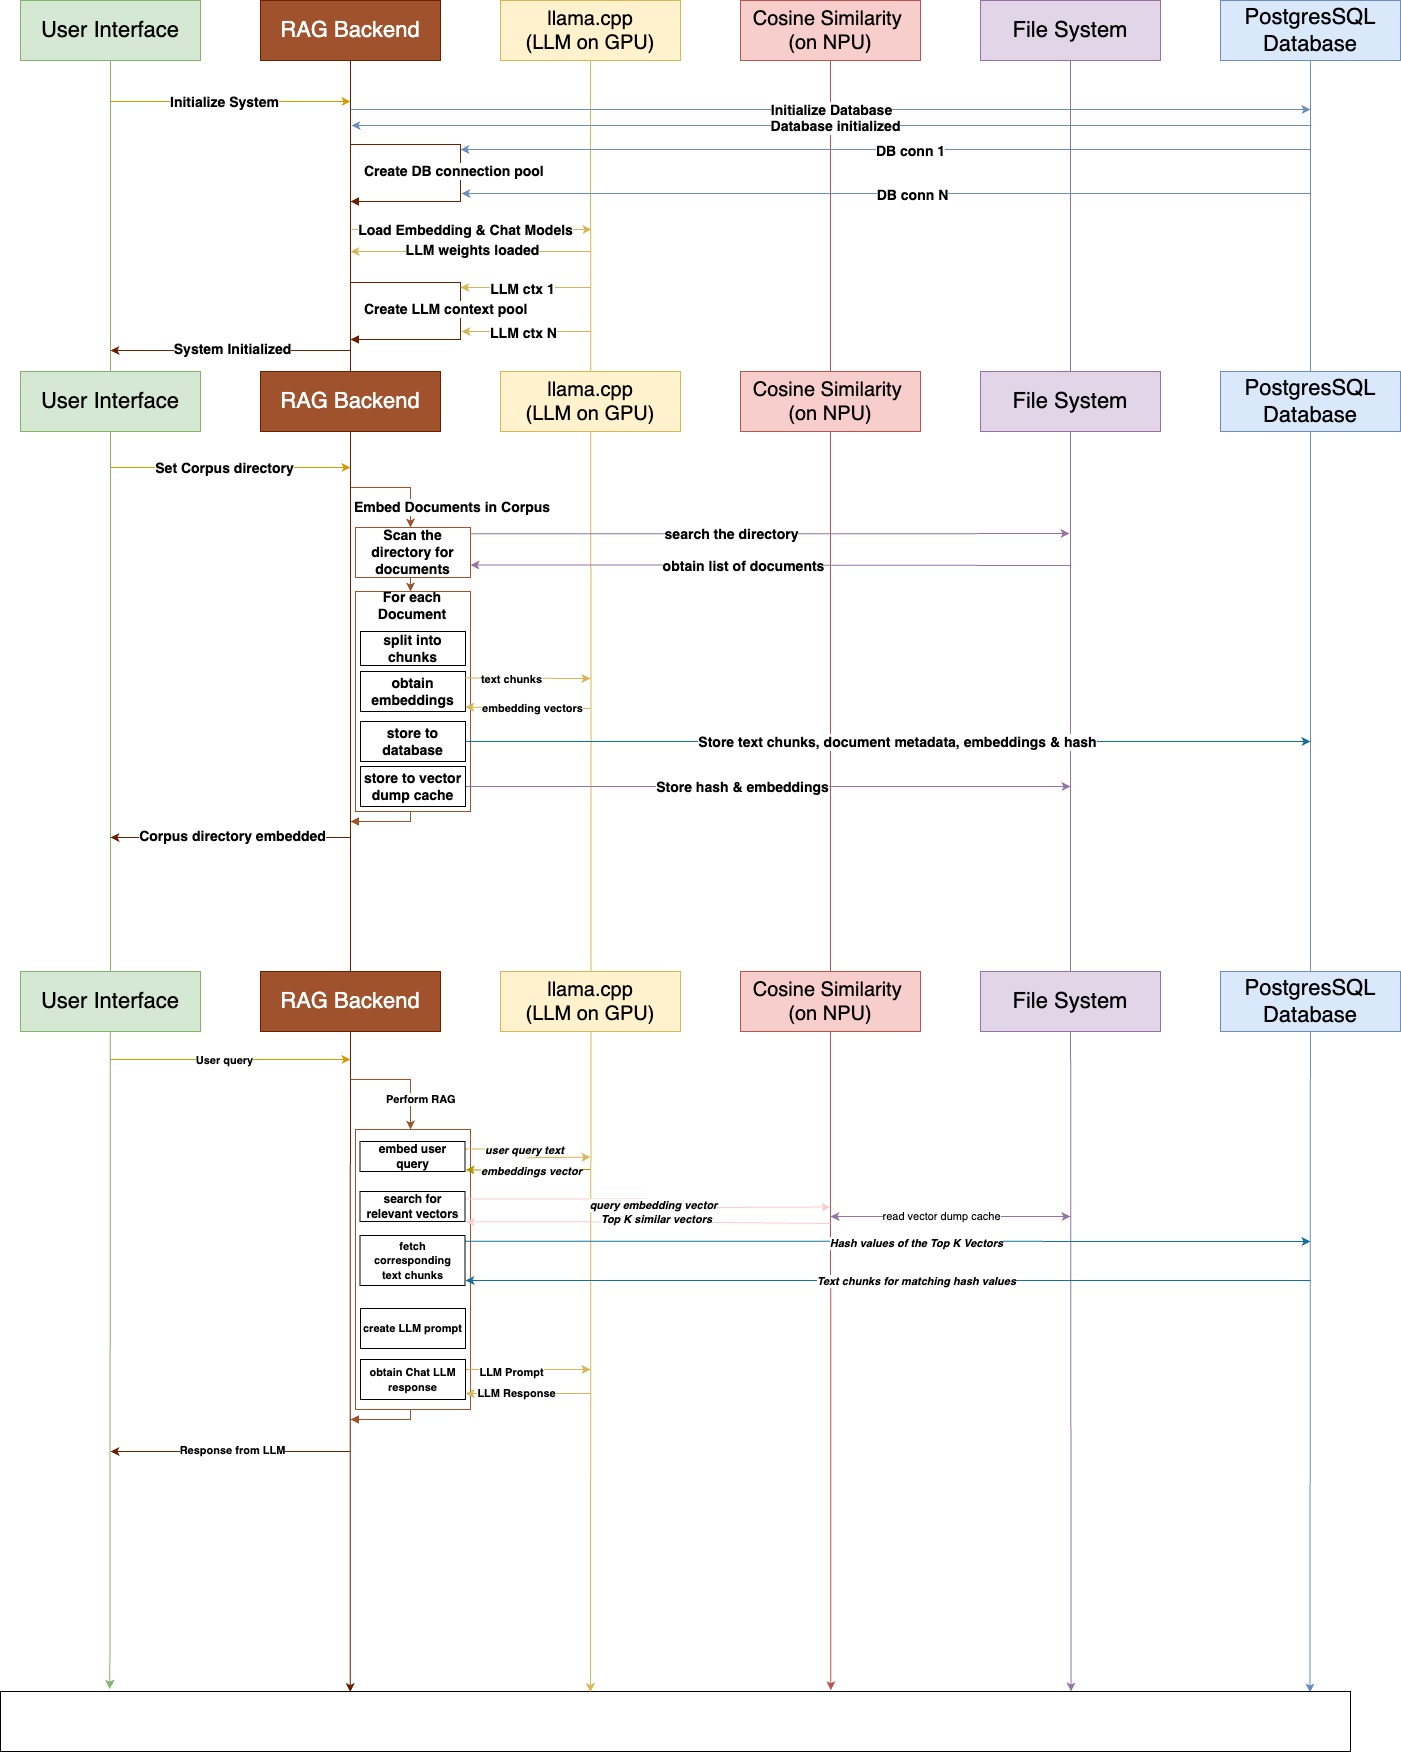 User Interface
RAG Backend
llama.cpp
(LLM on GPU)
Cosine Similarity
(on NPU)
File System
PostgresSQL
Database
Initialize System
Initialize Database
Database initialized
DB conn 1
Create DB connection pool
DB conn N
Load Embedding & Chat Models
LLM weights loaded
LLM ctx 1
Create LLM context pool
LLM ctx N
System Initialized
User Interface
RAG Backend
llama.cpp
(LLM on GPU)
Cosine Similarity
(on NPU)
File System
PostgresSQL
Database
Set Corpus directory
Embed Documents in Corpus
Scan the
directory for
documents
search the directory
obtain list of documents
For each
Document
split into
chunks
obtain
embeddings
text chunks
embedding vectors
store to
database
Store text chunks, document metadata, embeddings & hash
store to vector
dump cache
Store hash & embeddings
Corpus directory embedded
User Interface
RAG Backend
llama.cpp
(LLM on GPU)
Cosine Similarity
(on NPU)
File System
PostgresSQL
Database
User query
Perform RAG
embed user
query
user query text
embeddings vector
search for
relevant vectors
query embedding vector
Top K similar vectors
read vector dump cache
fetch
corresponding
text chunks
Hash values of the Top K Vectors
Text chunks for matching hash values
create LLM prompt
obtain Chat LLM
response
LLM Prompt
LLM Response
Response from LLM